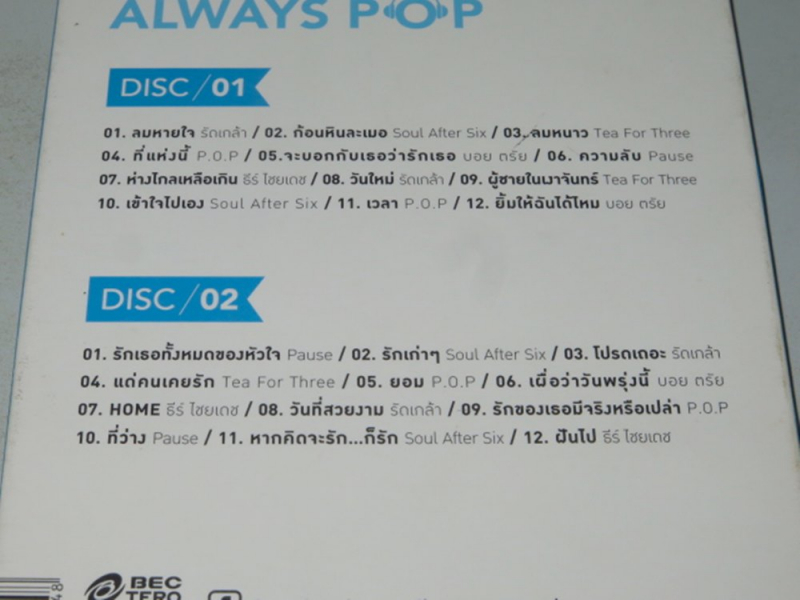 ALWAYS POP
DISC/01
01. ลมหายใจ รัดเกล้า / 02. ก้อนหินละเมอ Soul After Six / 03. ลมหนาว Tea For Three
04. ที่แห่งนี้ P.O.P / 05.จะบอกกับเธอว่ารักเธอ บอย ตรัย / 06. ความลับ Pause
07. ห่างไกลเหลือเกิน ธีร์ ไชยเดช / 08. วันใหม่ รัดเกล้า / 09. ผู้ชายในเงาจันทร์ Tea For Three
10. เข้าใจไปเอง Soul After Six / 11. เวลา P.O.P / 12. ยิ้มให้ฉันได้ไหม บอย ตรัย
DISC/02
01. รักเธอทั้งหมดของหัวใจ Pause / 02. รักเก่าๆ Soul After Six / 03. โปรดเถอะ รัดเกล้า
04. แด่คนเคยรัก Tea For Three / 05. ยอม P.O.P / 06. เผื่อว่าวันพรุ่งนี้ บอย ตรัย
07. HOME ธีร์ ไชยเดช / 08. วันที่สวยงาม รัดเกล้า / 09. รักของเธอมีจริงหรือเปล่า P.O.P
10. ที่ว่าง Pause / 11. หากคิดจะรัก...ก็รัก Soul After Six / 12. ฝันไป ธีร์ ไชยเดช
BEC
TERO